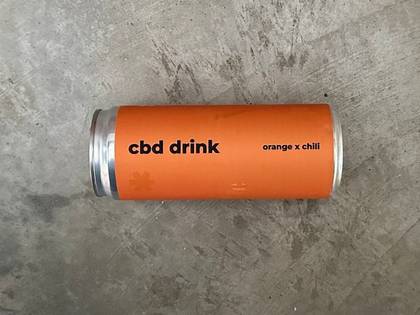 cbd drink
orange x chili